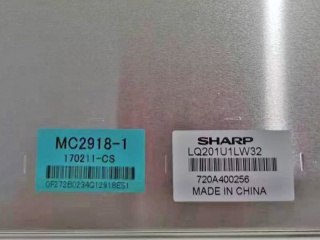 MC2918-1
170211-CS
SHARP
LQ201U1LW32
720A400256
MADE IN CHINA